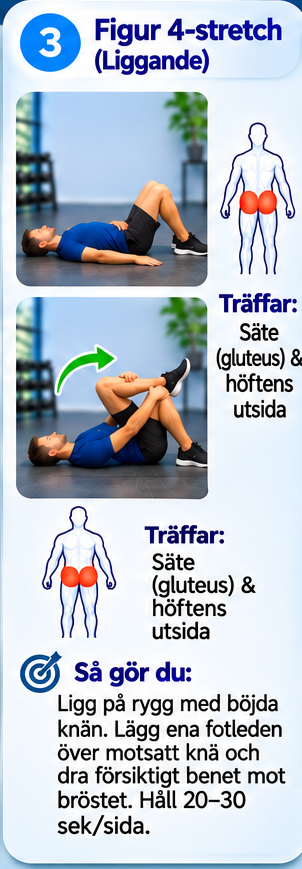 3
Figur 4-stretch
(Liggande)
Träffar:
Säte
(gluteus) &
höftens
utsida
Träffar:
Säte
(gluteus) &
höftens
utsida
Så gör du:
Ligg på rygg med böjda
knän. Lägg ena fotleden
över motsatt knä och
dra försiktigt benet mot
bröstet. Håll 20–30
sek/sida.